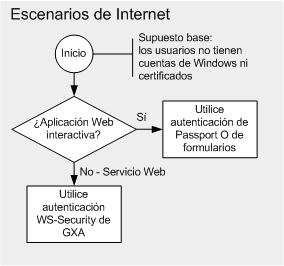 Escenarios de Internet
Inicio
Supuesto base:
los usuarios no tienen
cuentas de Windows ni
certificados
¿Aplicación Web
interactiva?
Sí
Utilice
autenticación de
Passport O de
formularios
No - Servicio Web
Utilice
autenticación
WS-Security de
GXA